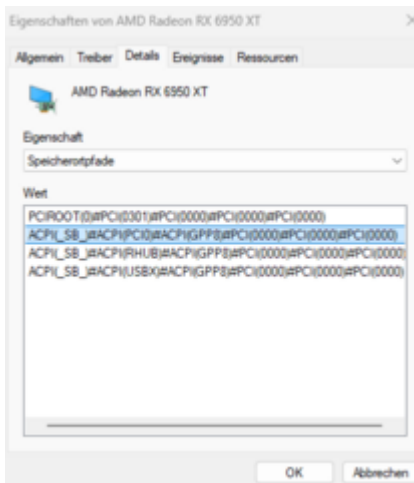 Eigenschaften von AMD Radeon RX 6950 XT
Allgemein Treiber Details Ereignisse Ressourcen
AMD Radeon RX 6950 XT
Eigenschaft
Speicherortpfade
Wert
PCIROOT(0)#PCI(0301)#PCI(0000)#PCI(0000)#PCI(0000)
ACPI(_SB_)#ACPI(PCI0)#ACPI(GPP8)#PCI(0000)#PCI(0000)#PCI(0000)
ACPI(_SB_)#ACPI(RHUB)#ACPI(GPP8)#PCI(0000)#PCI(0000)#PCI(0000)
ACPI(_SB_)#ACPI(USBX)#ACPI(GPP8)#PCI(0000)#PCI(0000)#PCI(0000)
OK Abbrechen